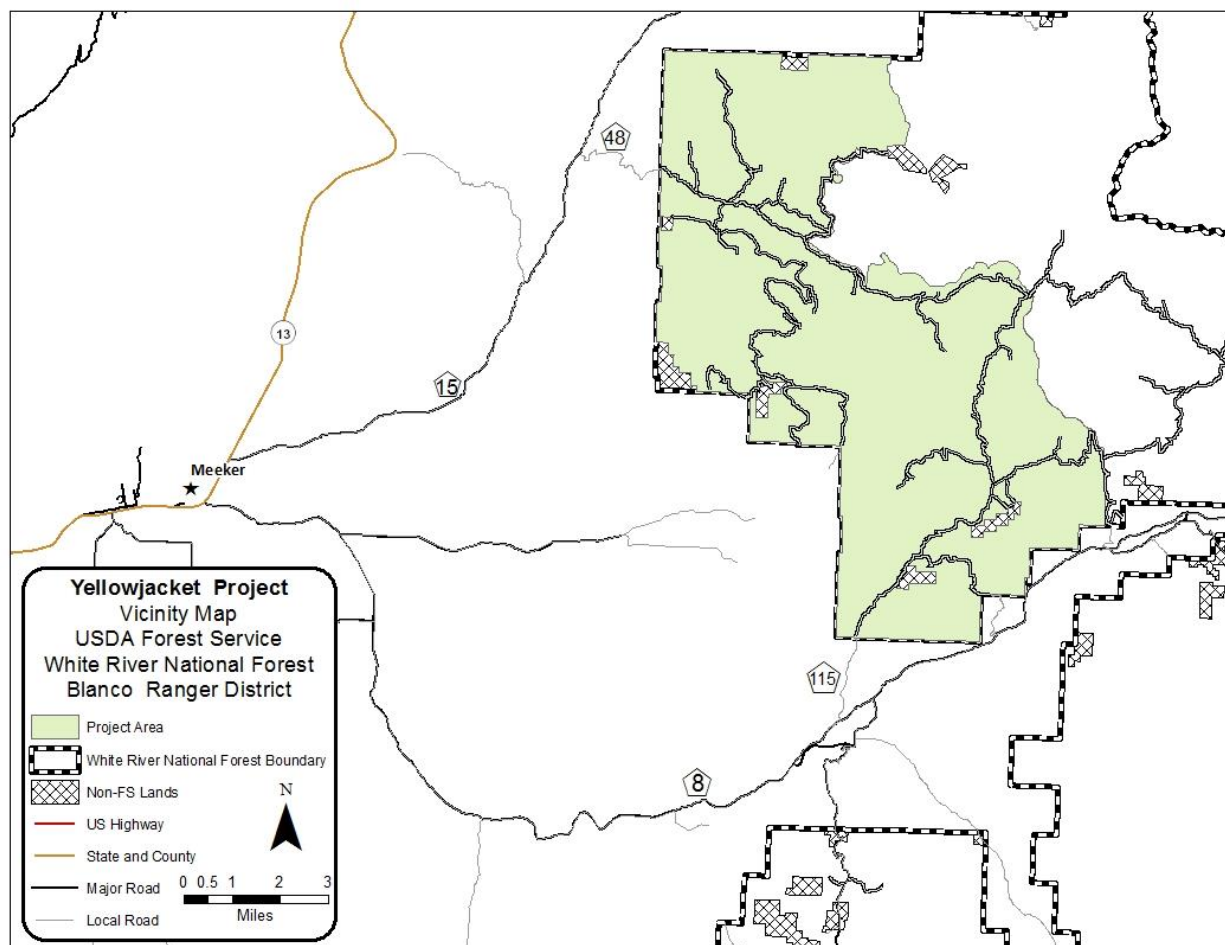 48
13
15
Meeker
115
8
Yellowjacket Project
Vicinity Map
USDA Forest Service
White River National Forest
Blanco Ranger District
Project Area
White River National Forest Boundary
Non-FS Lands
US Highway
State and County
Major Road
Local Road
N
0 0.5 1 2 3
Miles